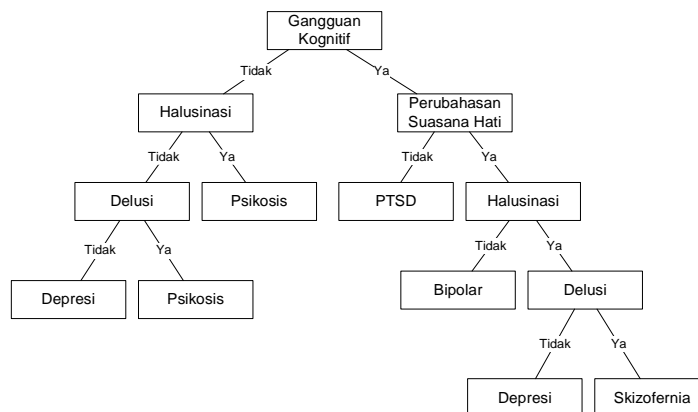 Gangguan
Kognitif
Tidak
Ya
Halusinasi
Perubahasan
Suasana Hati
Tidak
Ya
Tidak
Ya
Delusi
Psikosis
PTSD
Halusinasi
Tidak
Ya
Tidak
Ya
Depresi
Psikosis
Bipolar
Delusi
Tidak
Ya
Depresi
Skizofernia